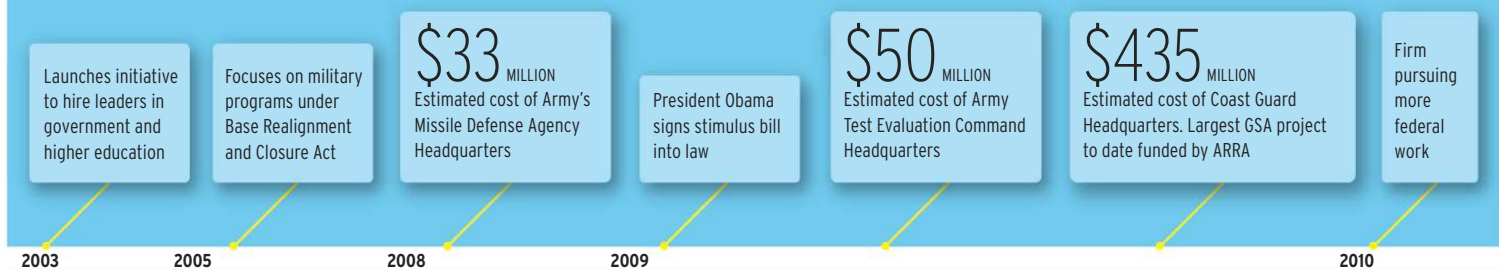 Launches initiative
to hire leaders in
government and
higher education
Focuses on military
programs under
Base Realignment
and Closure Act
$33 MILLION
Estimated cost of Army's
Missile Defense Agency
Headquarters
President Obama
signs stimulus bill
into law
$50 MILLION
Estimated cost of Army
Test Evaluation Command
Headquarters
$435 MILLION
Estimated cost of Coast Guard
Headquarters. Largest GSA project
to date funded by ARRA
Firm
pursuing
more
federal
work
2003 2005 2008 2009 2010